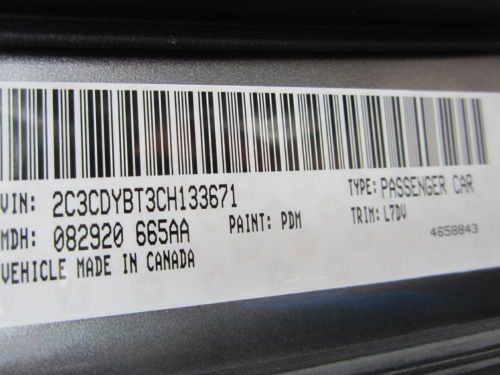 VIN: 2C3CDYBT3CH133671 TYPE: PASSENGER CAR
MDH: 082920 665AA PAINT: PDM TRIM: L7DV
4658843
VEHICLE MADE IN CANADA